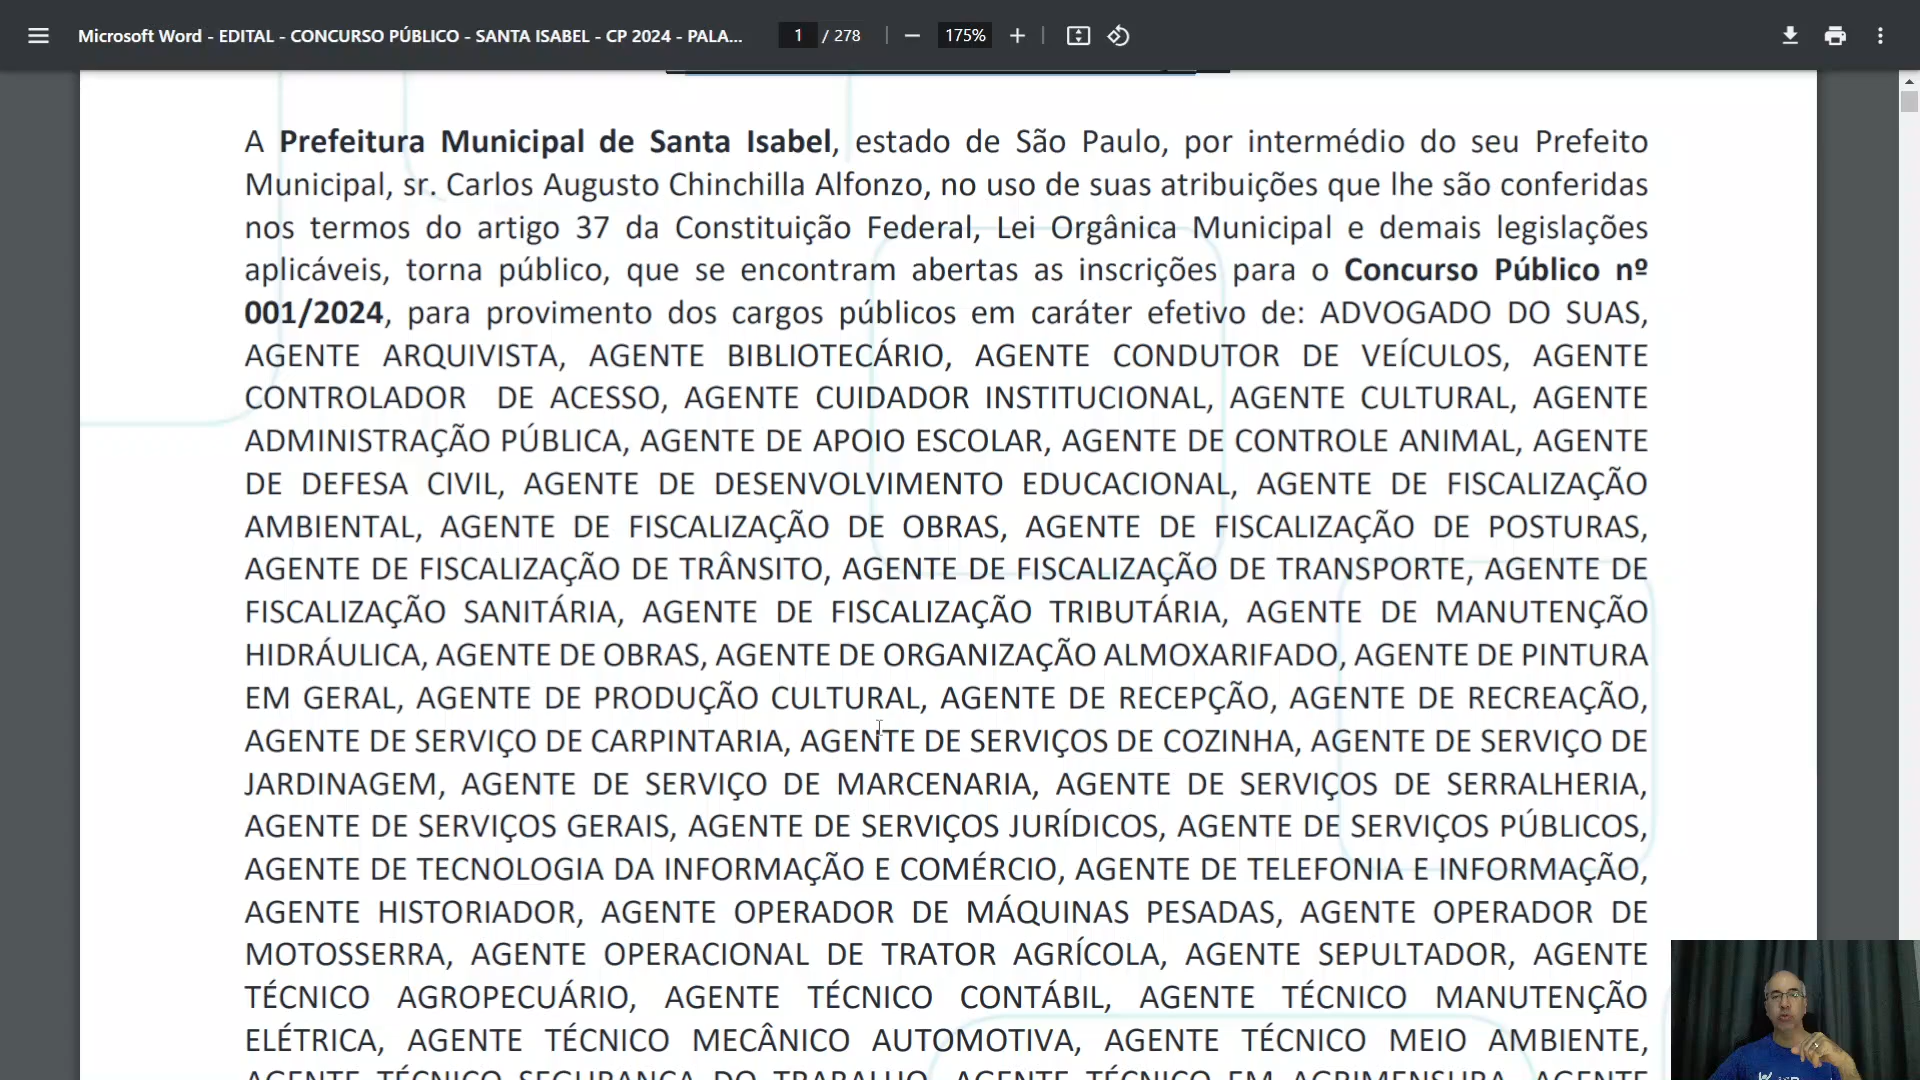 Microsoft Word - EDITAL - CONCURSO PÚBLICO - SANTA ISABEL - CP 2024 - PALA...
1 / 278
175%
A Prefeitura Municipal de Santa Isabel, estado de São Paulo, por intermédio do seu Prefeito
Municipal, sr. Carlos Augusto Chinchilla Alfonzo, no uso de suas atribuições que lhe são conferidas
nos termos do artigo 37 da Constituição Federal, Lei Orgânica Municipal e demais legislações
aplicáveis, torna público, que se encontram abertas as inscrições para o Concurso Público nº
001/2024, para provimento dos cargos públicos em caráter efetivo de: ADVOGADO DO SUAS,
AGENTE ARQUIVISTA, AGENTE BIBLIOTECÁRIO, AGENTE CONDUTOR DE VEÍCULOS, AGENTE
CONTROLADOR DE ACESSO, AGENTE CUIDADOR INSTITUCIONAL, AGENTE CULTURAL, AGENTE
ADMINISTRAÇÃO PÚBLICA, AGENTE DE APOIO ESCOLAR, AGENTE DE CONTROLE ANIMAL, AGENTE
DE DEFESA CIVIL, AGENTE DE DESENVOLVIMENTO EDUCACIONAL, AGENTE DE FISCALIZAÇÃO
AMBIENTAL, AGENTE DE FISCALIZAÇÃO DE OBRAS, AGENTE DE FISCALIZAÇÃO DE POSTURAS,
AGENTE DE FISCALIZAÇÃO DE TRÂNSITO, AGENTE DE FISCALIZAÇÃO DE TRANSPORTE, AGENTE DE
FISCALIZAÇÃO SANITÁRIA, AGENTE DE FISCALIZAÇÃO TRIBUTÁRIA, AGENTE DE MANUTENÇÃO
HIDRÁULICA, AGENTE DE OBRAS, AGENTE DE ORGANIZAÇÃO ALMOXARIFADO, AGENTE DE PINTURA
EM GERAL, AGENTE DE PRODUÇÃO CULTURAL, AGENTE DE RECEPÇÃO, AGENTE DE RECREAÇÃO,
AGENTE DE SERVIÇO DE CARPINTARIA, AGENTE DE SERVIÇOS DE COZINHA, AGENTE DE SERVIÇO DE
JARDINAGEM, AGENTE DE SERVIÇO DE MARCENARIA, AGENTE DE SERVIÇOS DE SERRALHERIA,
AGENTE DE SERVIÇOS GERAIS, AGENTE DE SERVIÇOS JURÍDICOS, AGENTE DE SERVIÇOS PÚBLICOS,
AGENTE DE TECNOLOGIA DA INFORMAÇÃO E COMÉRCIO, AGENTE DE TELEFONIA E INFORMAÇÃO,
AGENTE HISTORIADOR, AGENTE OPERADOR DE MÁQUINAS PESADAS, AGENTE OPERADOR DE
MOTOSSERRA, AGENTE OPERACIONAL DE TRATOR AGRÍCOLA, AGENTE SEPULTADOR, AGENTE
TÉCNICO AGROPECUÁRIO, AGENTE TÉCNICO CONTÁBIL, AGENTE TÉCNICO MANUTENÇÃO
ELÉTRICA, AGENTE TÉCNICO MECÂNICO AUTOMOTIVA, AGENTE TÉCNICO MEIO AMBIENTE,
AGENTE TÉCNICO SEGURANÇA DO TRABALHO, AGENTE TÉCNICO EM AGRIMENSURA, AGENTE